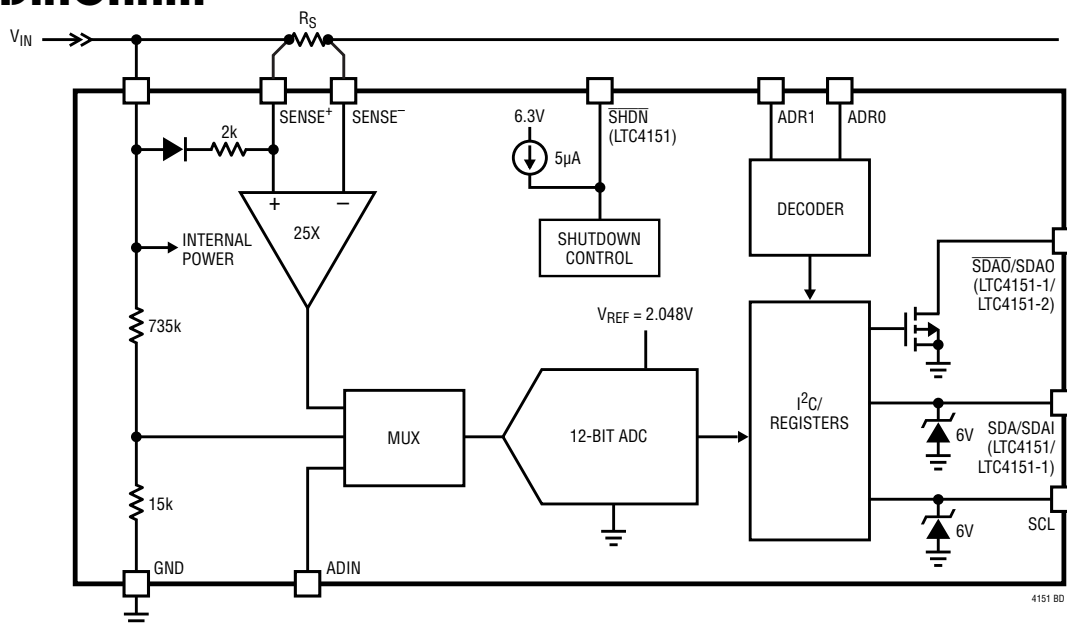 VIN
RS
SENSE+
SENSE−
2k
6.3V
5µA
SHDN
(LTC4151)
ADR1
ADR0
+
−
25X
INTERNAL
POWER
SHUTDOWN
CONTROL
DECODER
SDAO/SDAO
(LTC4151-1/
LTC4151-2)
735k
VREF = 2.048V
MUX
12-BIT ADC
I2C/
REGISTERS
6V
SDA/SDAI
(LTC4151/
LTC4151-1)
15k
6V
SCL
GND
ADIN
4151 BD